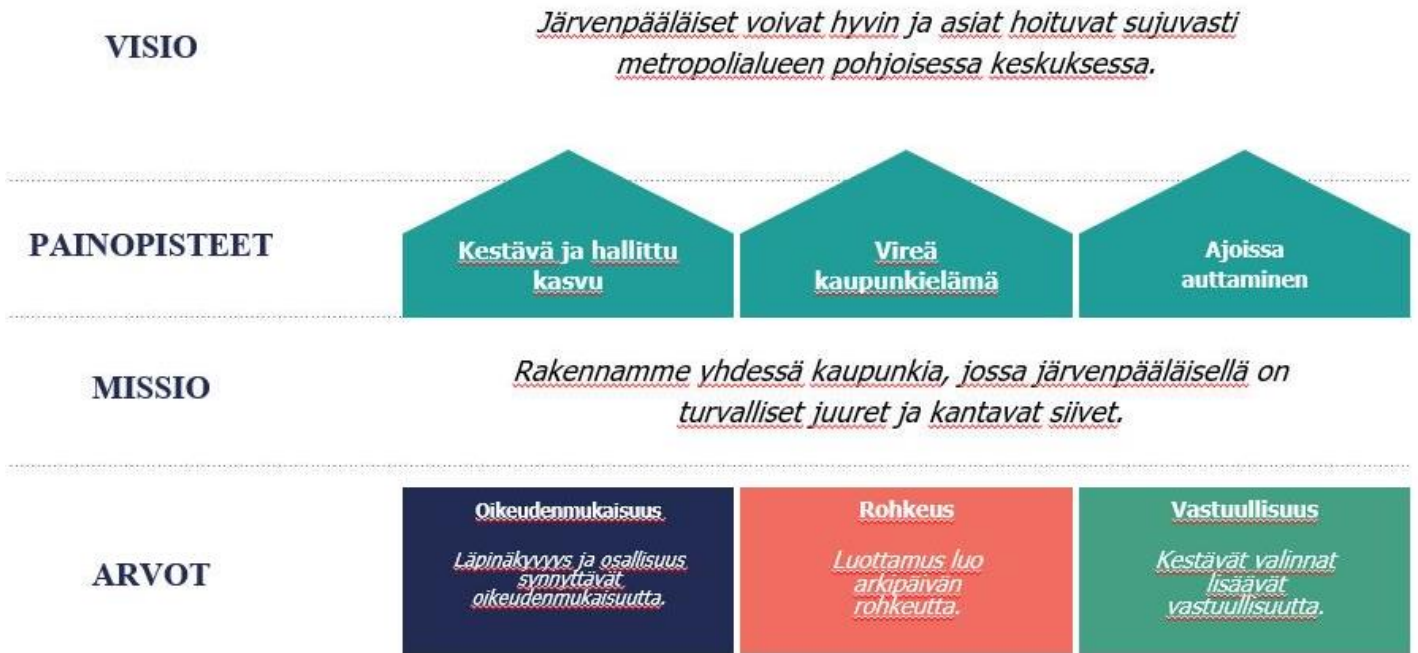 VISIO
Järvenpääläiset voivat hyvin ja asiat hoituvat sujuvasti
metropolialueen pohjoisessa keskuksessa.
PAINOPISTEET
Kestävä ja hallittu
kasvu
Vireä
kaupunkielämä
Ajoissa
auttaminen
MISSIO
Rakennamme yhdessä kaupunkia, jossa järvenpääläisellä on
turvalliset juuret ja kantavat siivet.
ARVOT
Oikeudenmukaisuus
Läpinäkyvyys ja osallisuus
synnyttävät
oikeudenmukaisuutta.
Rohkeus
Luottamus luo
arkipäivän
rohkeutta.
Vastuullisuus
Kestävät valinnat
lisäävät
vastuullisuutta.